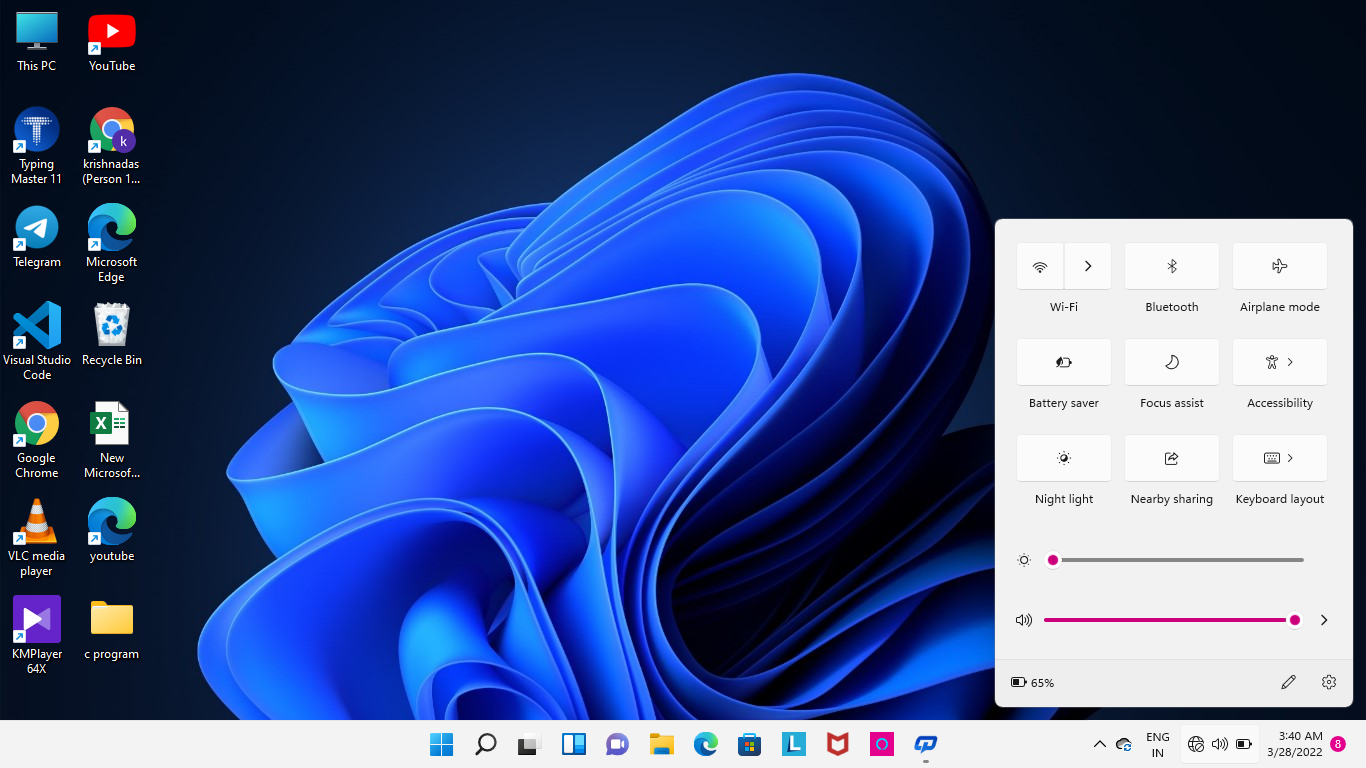 This PC
YouTube
Typing
Master 11
krishnadas
(Person 1...
k
Telegram
Microsoft
Edge
Visual Studio
Code
Recycle Bin
Google
Chrome
New
Microsof...
VLC media
player
youtube
KMPlayer
64X
c program
Wi-Fi
Bluetooth
Airplane mode
Battery saver
Focus assist
Accessibility
Night light
Nearby sharing
Keyboard layout
65%
ENG
IN
3:40 AM
3/28/2022
8